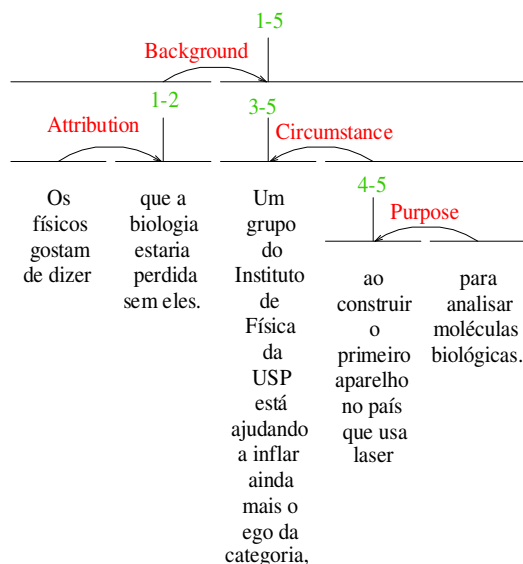 1-5
Background
1-2
3-5
Attribution
Circumstance
4-5
Purpose
Os
físicos
gostam
de dizer
que a
biologia
estaria
perdida
sem eles.
Um
grupo
do
Instituto
de
Física
da
USP
está
ajudando
a inflar
ainda
mais o
ego da
categoria,
ao
construir
o
primeiro
aparelho
no país
que usa
laser
para
analisar
moléculas
biológicas.